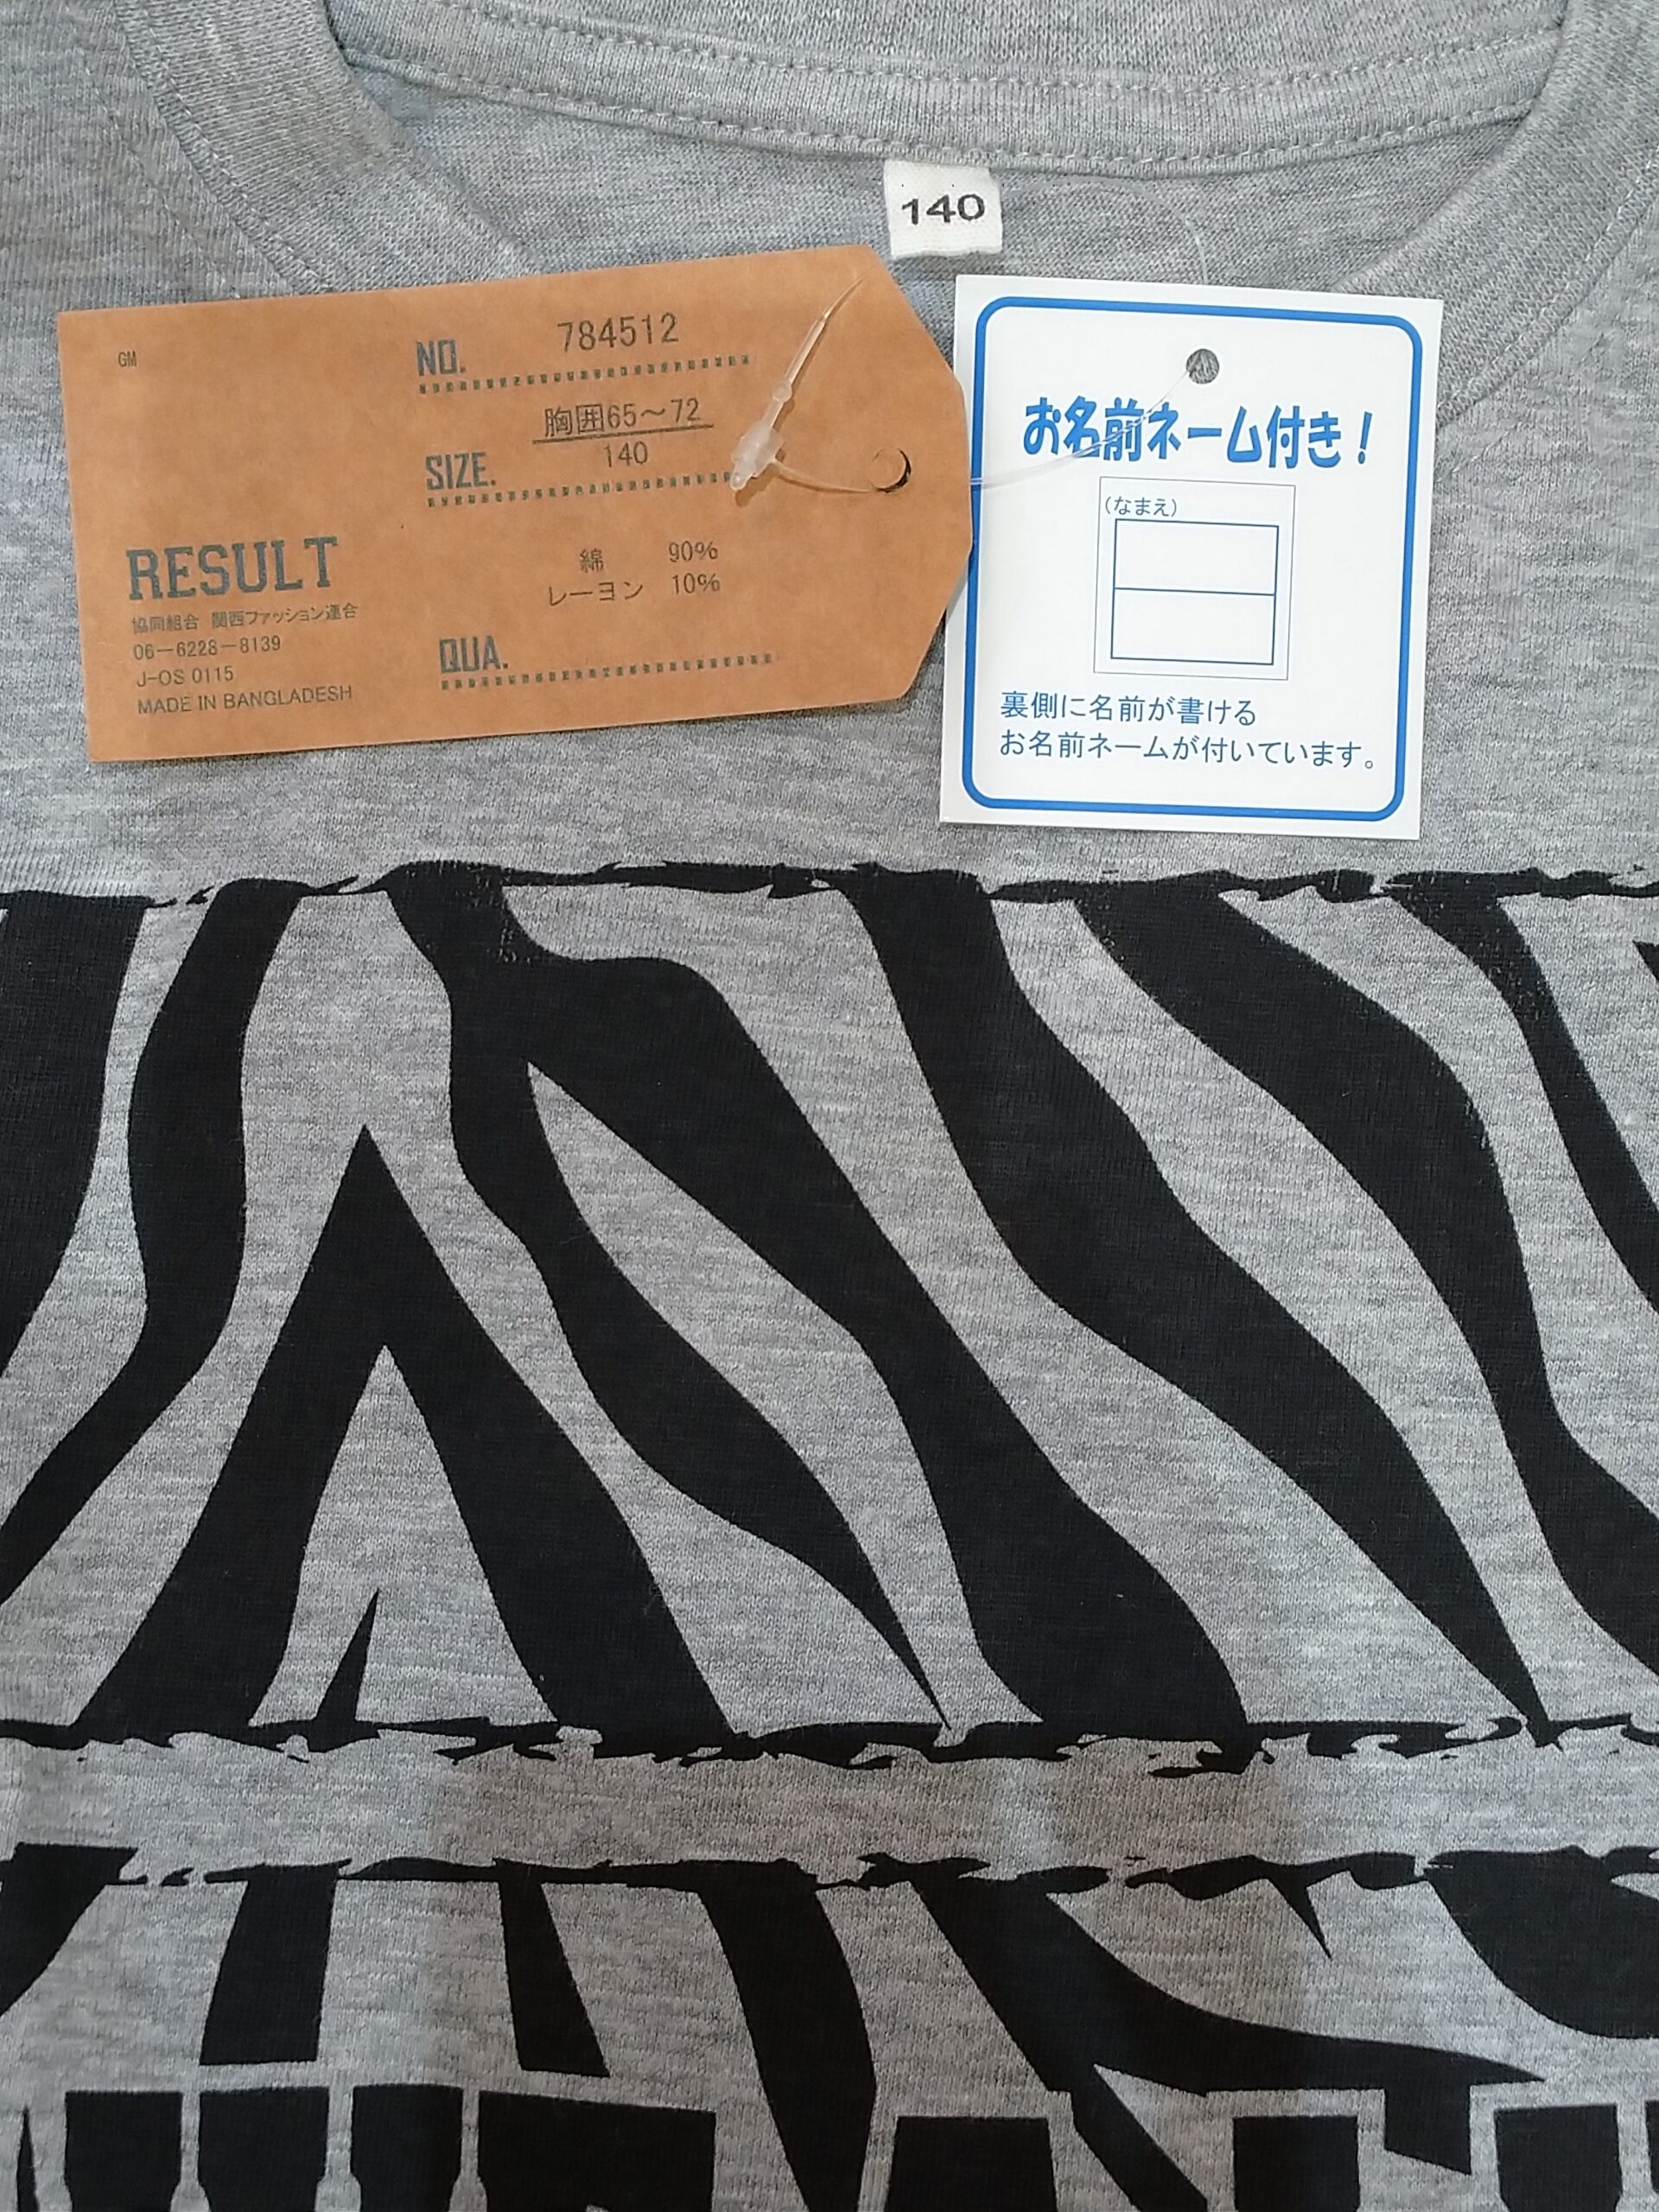 140
GM
NO. 784512
胸囲65～72
SIZE. 140
綿 90%
レーヨン 10%
QUA.
RESULT
協同組合 関西ファッション連合
06－6228－8139
J-OS 0115
MADE IN BANGLADESH
お名前ネーム付き！
(なまえ)
裏側に名前が書ける
お名前ネームが付いています。